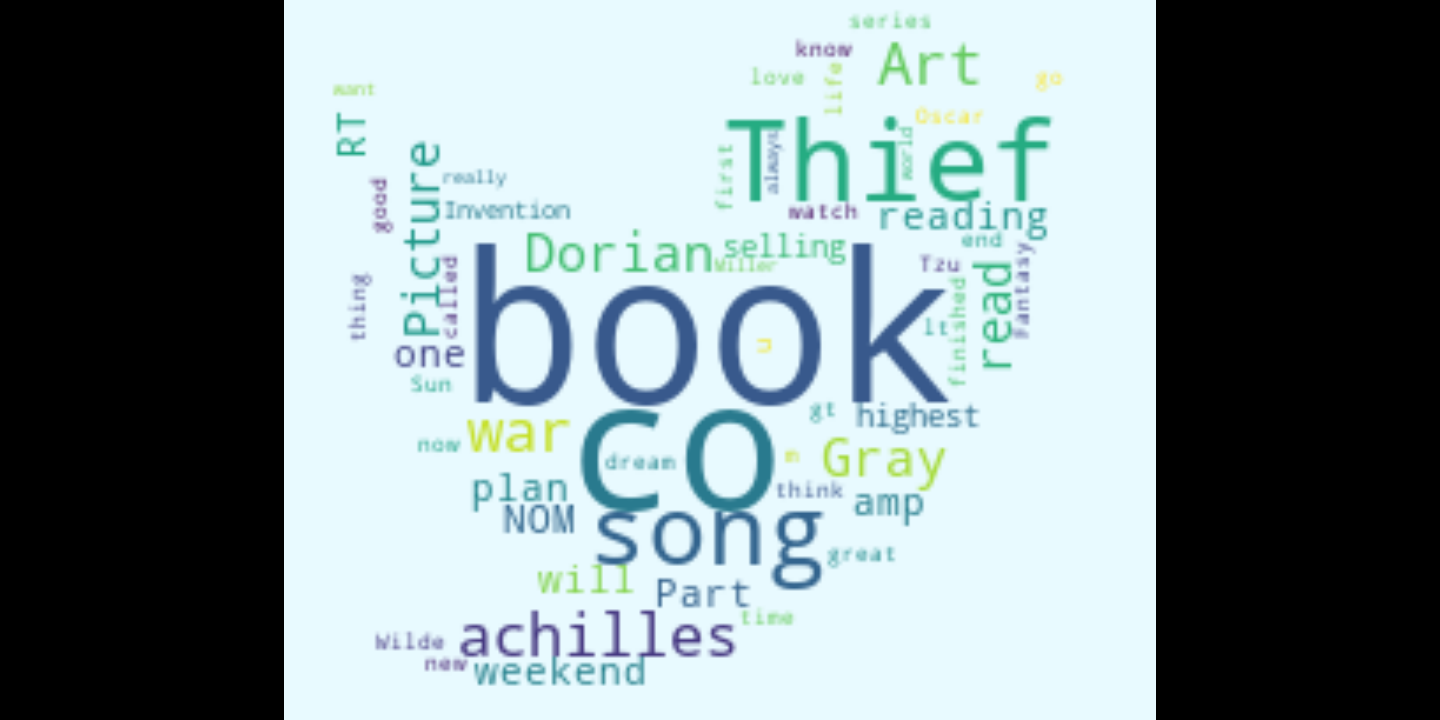 series
know
Art
love
life
go
want
Oscar
RT
Thief
Picture
first
always
world
really
good
Invention
watch
reading
Dorian
selling
end
Willer
Tzu
Fantasy
read
book
called
thing
finished
lt
u
one
Sun
co
gt
highest
war
now
dream
m
Gray
plan
think
amp
NOM
song
great
will
Part
time
achilles
Wilde
new
weekend